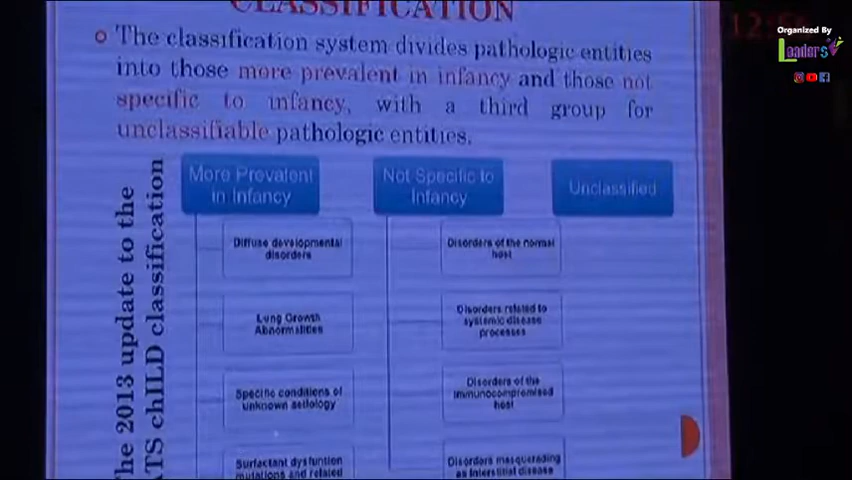 CLASSIFICATION
The classification system divides pathologic entities
into those more prevalent in infancy and those not
specific to infancy, with a third group for
unclassifiable pathologic entities.
More Prevalent
in Infancy
Not Specific to
Infancy
Unclassified
Diffuse developmental
disorders
Disorders of the normal
host
Lung Growth
Abnormalities
Disorders related to
systemic disease
processes
Specific conditions of
unknown aetiology
Disorders of the
immunocompromised
host
Surfactant dysfuntion
mutations and related
Disorders masquerading
as interstitial disease
he 2013 update to the
ATS chILD classification
Organized By
Leaders